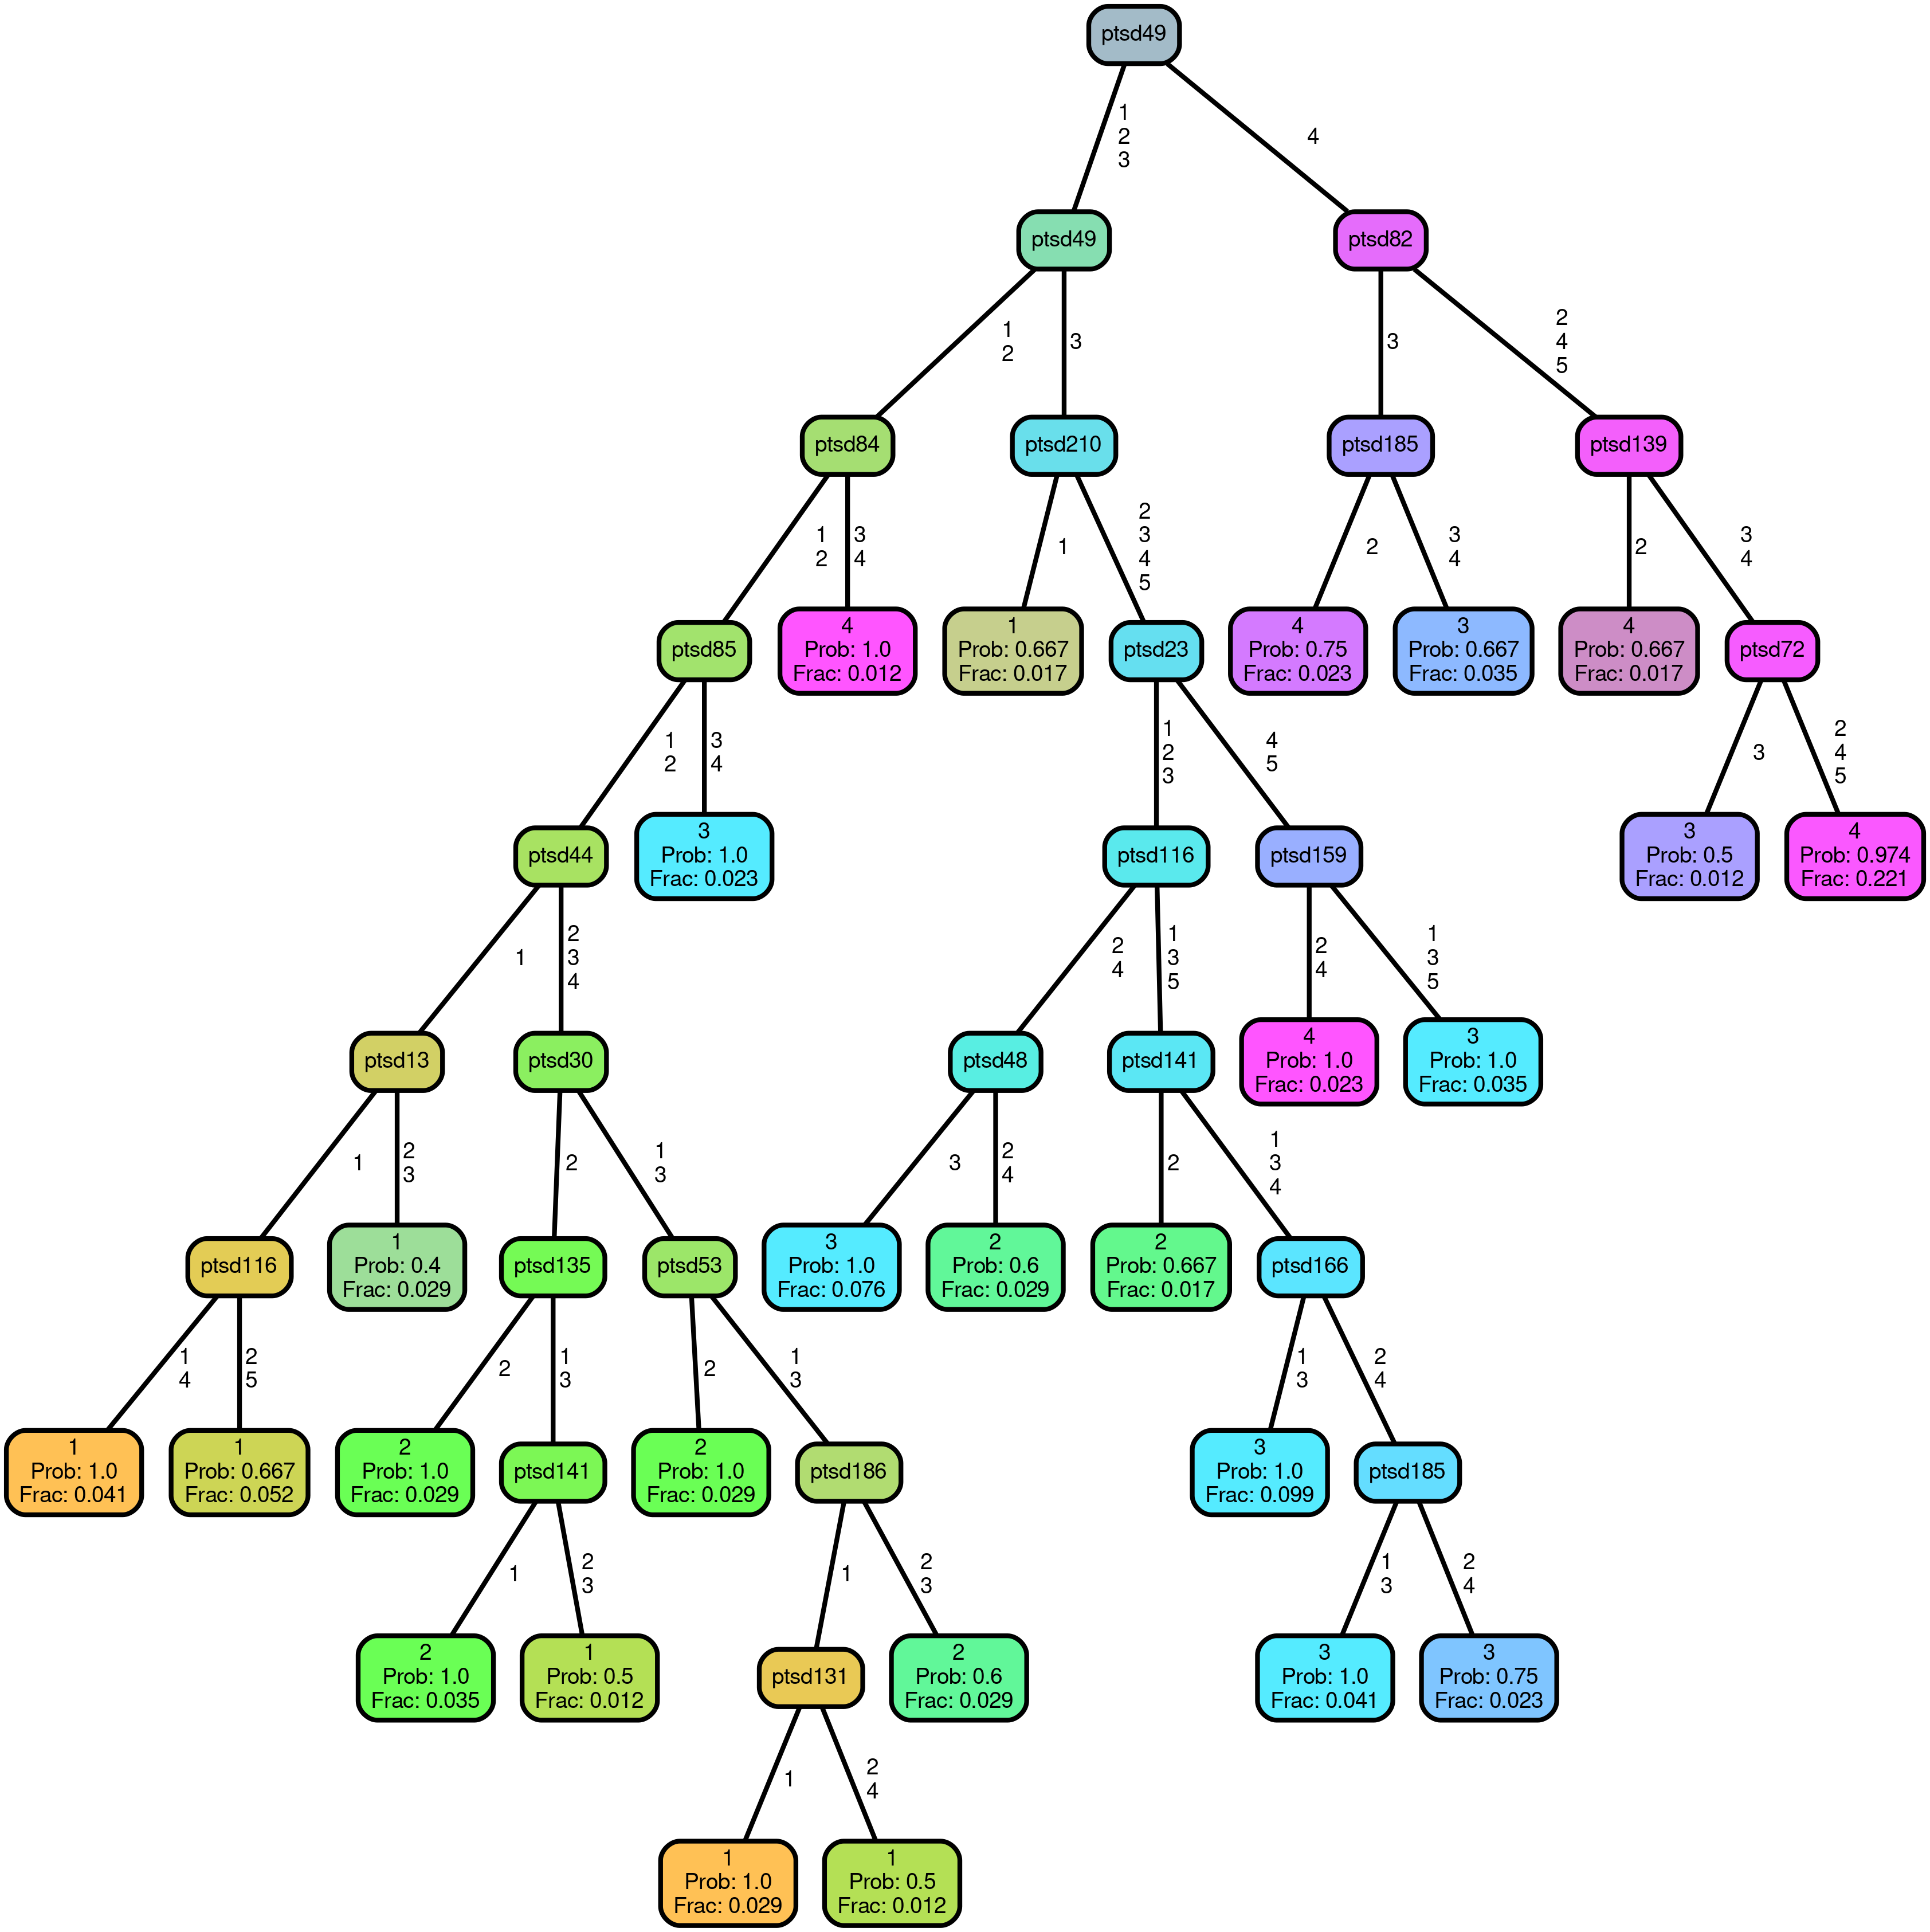 ptsd49
1
2
3
4
ptsd49
ptsd82
1
2
3
3
2
4
5
ptsd84
ptsd210
ptsd185
ptsd139
1
2
3
4
1
2
3
4
5
2
3
4
2
3
4
ptsd85
4
Prob: 1.0
Frac: 0.012
1
Prob: 0.667
Frac: 0.017
ptsd23
4
Prob: 0.75
Frac: 0.023
3
Prob: 0.667
Frac: 0.035
4
Prob: 0.667
Frac: 0.017
ptsd72
1
2
3
4
1
2
3
4
5
3
2
4
5
ptsd44
3
Prob: 1.0
Frac: 0.023
ptsd116
ptsd159
3
Prob: 0.5
Frac: 0.012
4
Prob: 0.974
Frac: 0.221
1
2
3
4
2
4
1
3
5
2
4
1
3
5
ptsd13
ptsd30
ptsd48
ptsd141
4
Prob: 1.0
Frac: 0.023
3
Prob: 1.0
Frac: 0.035
1
2
3
2
1
3
3
2
4
2
1
3
4
ptsd116
1
Prob: 0.4
Frac: 0.029
ptsd135
ptsd53
3
Prob: 1.0
Frac: 0.076
2
Prob: 0.6
Frac: 0.029
2
Prob: 0.667
Frac: 0.017
ptsd166
1
4
2
5
2
1
3
2
1
3
1
3
2
4
1
Prob: 1.0
Frac: 0.041
1
Prob: 0.667
Frac: 0.052
2
Prob: 1.0
Frac: 0.029
ptsd141
2
Prob: 1.0
Frac: 0.029
ptsd186
3
Prob: 1.0
Frac: 0.099
ptsd185
1
2
3
1
2
3
1
3
2
4
2
Prob: 1.0
Frac: 0.035
1
Prob: 0.5
Frac: 0.012
ptsd131
2
Prob: 0.6
Frac: 0.029
3
Prob: 1.0
Frac: 0.041
3
Prob: 0.75
Frac: 0.023
1
2
4
1
Prob: 1.0
Frac: 0.029
1
Prob: 0.5
Frac: 0.012